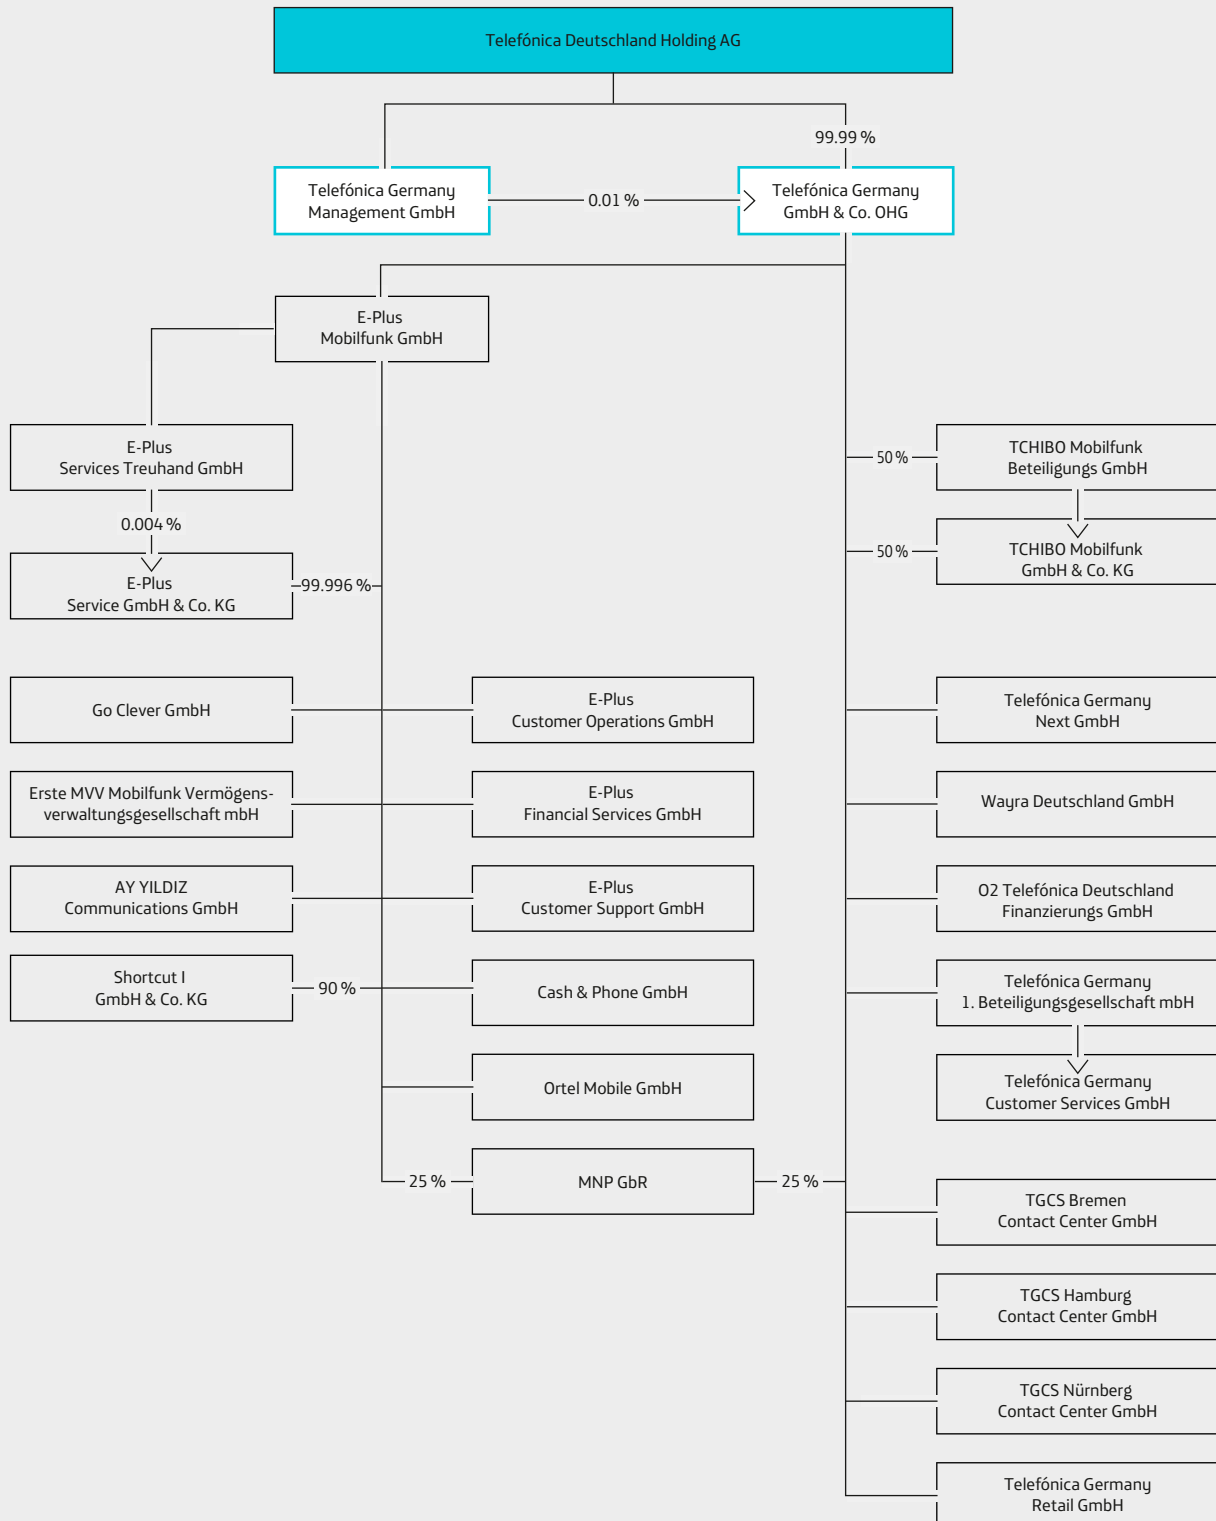 Telefónica Deutschland Holding AG
99.99 %
Telefónica Germany
Management GmbH
0.01 %
Telefónica Germany
GmbH & Co. OHG
E-Plus
Mobilfunk GmbH
E-Plus
Services Treuhand GmbH
50 %
TCHIBO Mobilfunk
Beteiligungs GmbH
0.004 %
E-Plus
Service GmbH & Co. KG
99.996 %
50 %
TCHIBO Mobilfunk
GmbH & Co. KG
Go Clever GmbH
E-Plus
Customer Operations GmbH
Telefónica Germany
Next GmbH
Erste MVV Mobilfunk Vermögens-
verwaltungsgesellschaft mbH
E-Plus
Financial Services GmbH
Wayra Deutschland GmbH
AY YILDIZ
Communications GmbH
E-Plus
Customer Support GmbH
O2 Telefónica Deutschland
Finanzierungs GmbH
Shortcut I
GmbH & Co. KG
90 %
Cash & Phone GmbH
Telefónica Germany
1. Beteiligungsgesellschaft mbH
Ortel Mobile GmbH
Telefónica Germany
Customer Services GmbH
25 %
MNP GbR
25 %
TGCS Bremen
Contact Center GmbH
TGCS Hamburg
Contact Center GmbH
TGCS Nürnberg
Contact Center GmbH
Telefónica Germany
Retail GmbH